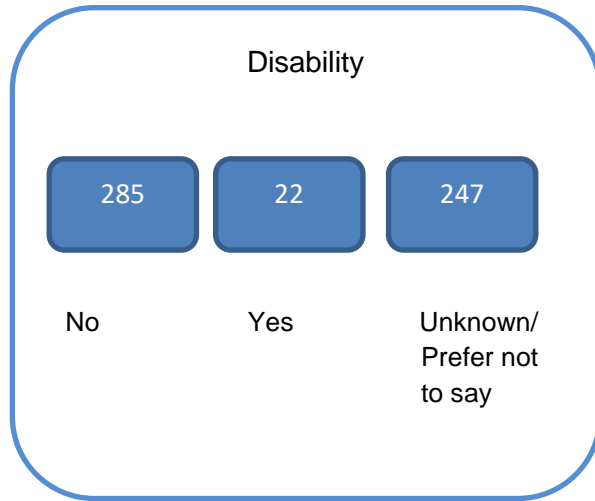 Disability
285 22 247
No Yes Unknown/
Prefer not
to say